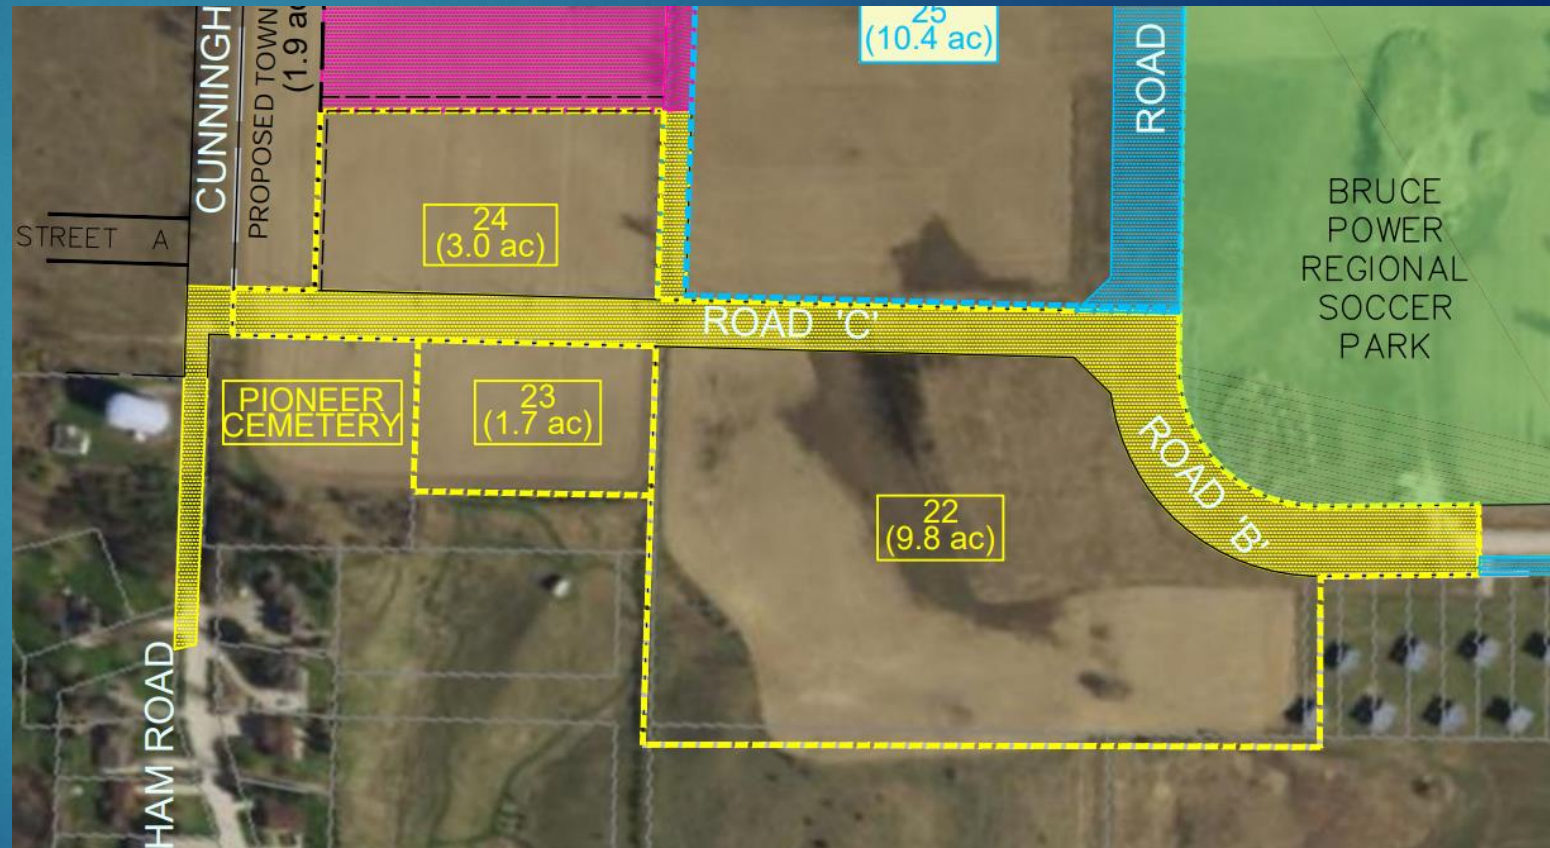 25
(10.4 ac)
CUNNINGH
PROPOSED TOWN
(1.9 ac
ROAD
24
(3.0 ac)
STREET A
BRUCE
POWER
REGIONAL
SOCCER
PARK
ROAD 'C'
PIONEER
CEMETERY
23
(1.7 ac)
22
(9.8 ac)
ROAD 'B'
HAM ROAD